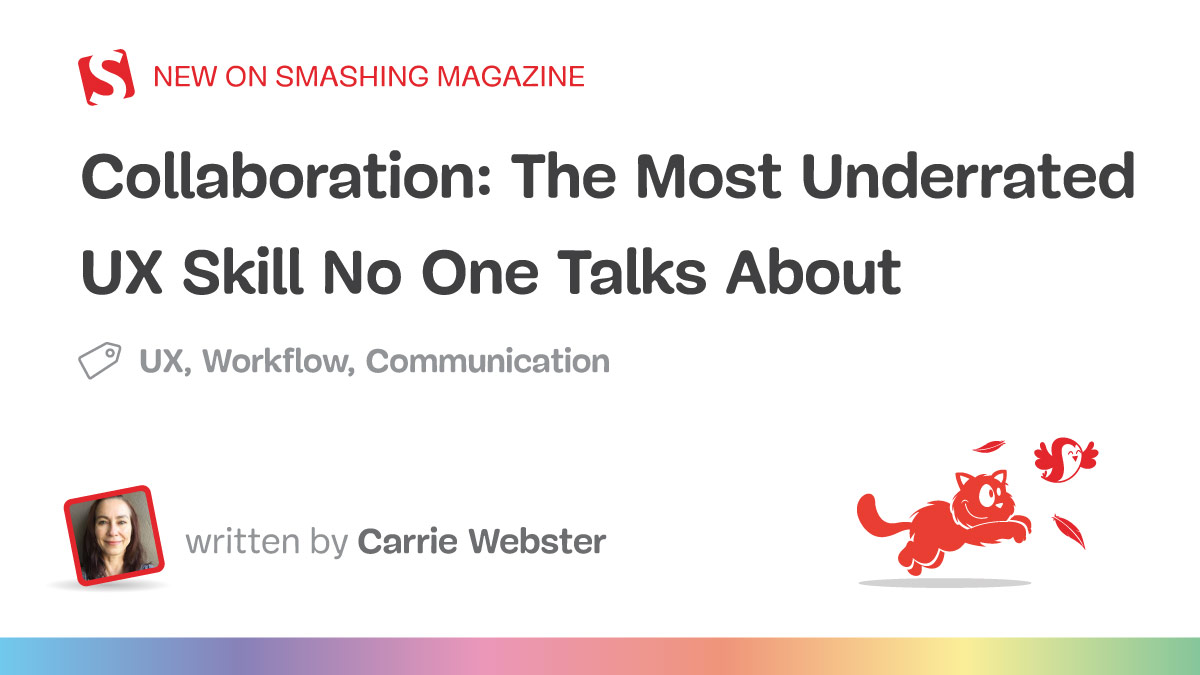 NEW ON SMASHING MAGAZINE
Collaboration: The Most Underrated
UX Skill No One Talks About
UX, Workflow, Communication
written by Carrie Webster